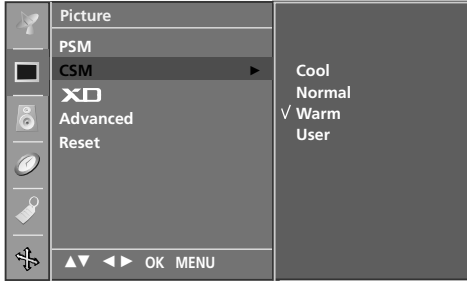 Picture
PSM
CSM ►
XD
Advanced
Reset
Cool
Normal
√ Warm
User
▲▼ ◄► OK MENU